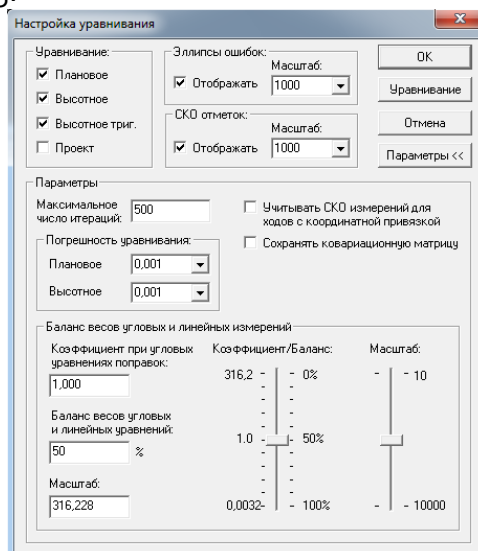 Настройка уравнивания
Уравнивание:
Плановое
Высотное
Высотное триг.
Проект
Эллипсы ошибок:
Масштаб:
Отображать 1000
СКО отметок:
Масштаб:
Отображать 1000
OK
Уравнивание
Отмена
Параметры <<
Параметры
Максимальное
число итераций: 500
Учитывать СКО измерений для
ходов с координатной привязкой
Сохранять ковариационную матрицу
Погрешность уравнивания:
Плановое 0,001
Высотное 0,001
Баланс весов угловых и линейных измерений
Коэффициент при угловых
уравнениях поправок:
1,000
Баланс весов угловых
и линейных уравнений:
50 %
Масштаб:
316,228
Коэффициент/Баланс:
316,2 - - 0%
1.0 - - 50%
0,0032- - 100%
Масштаб:
- - 10
- - 10000